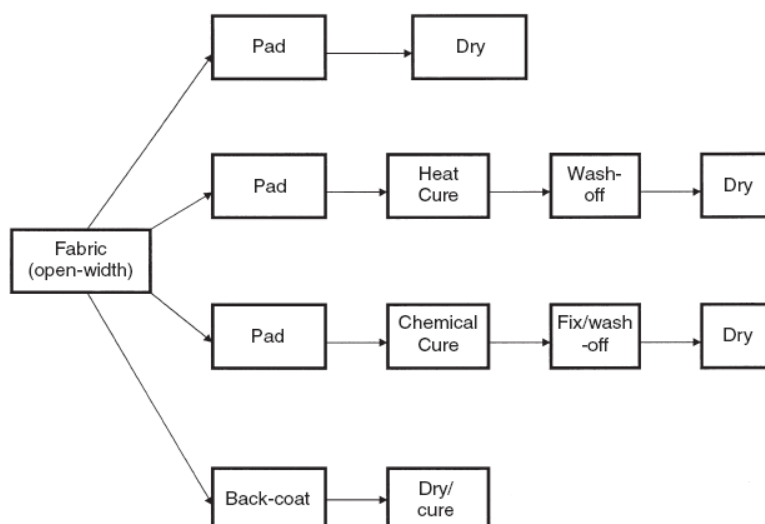 Pad
Dry
Pad
Heat
Cure
Wash-
off
Dry
Fabric
(open-width)
Pad
Chemical
Cure
Fix/wash
-off
Dry
Back-coat
Dry/
cure